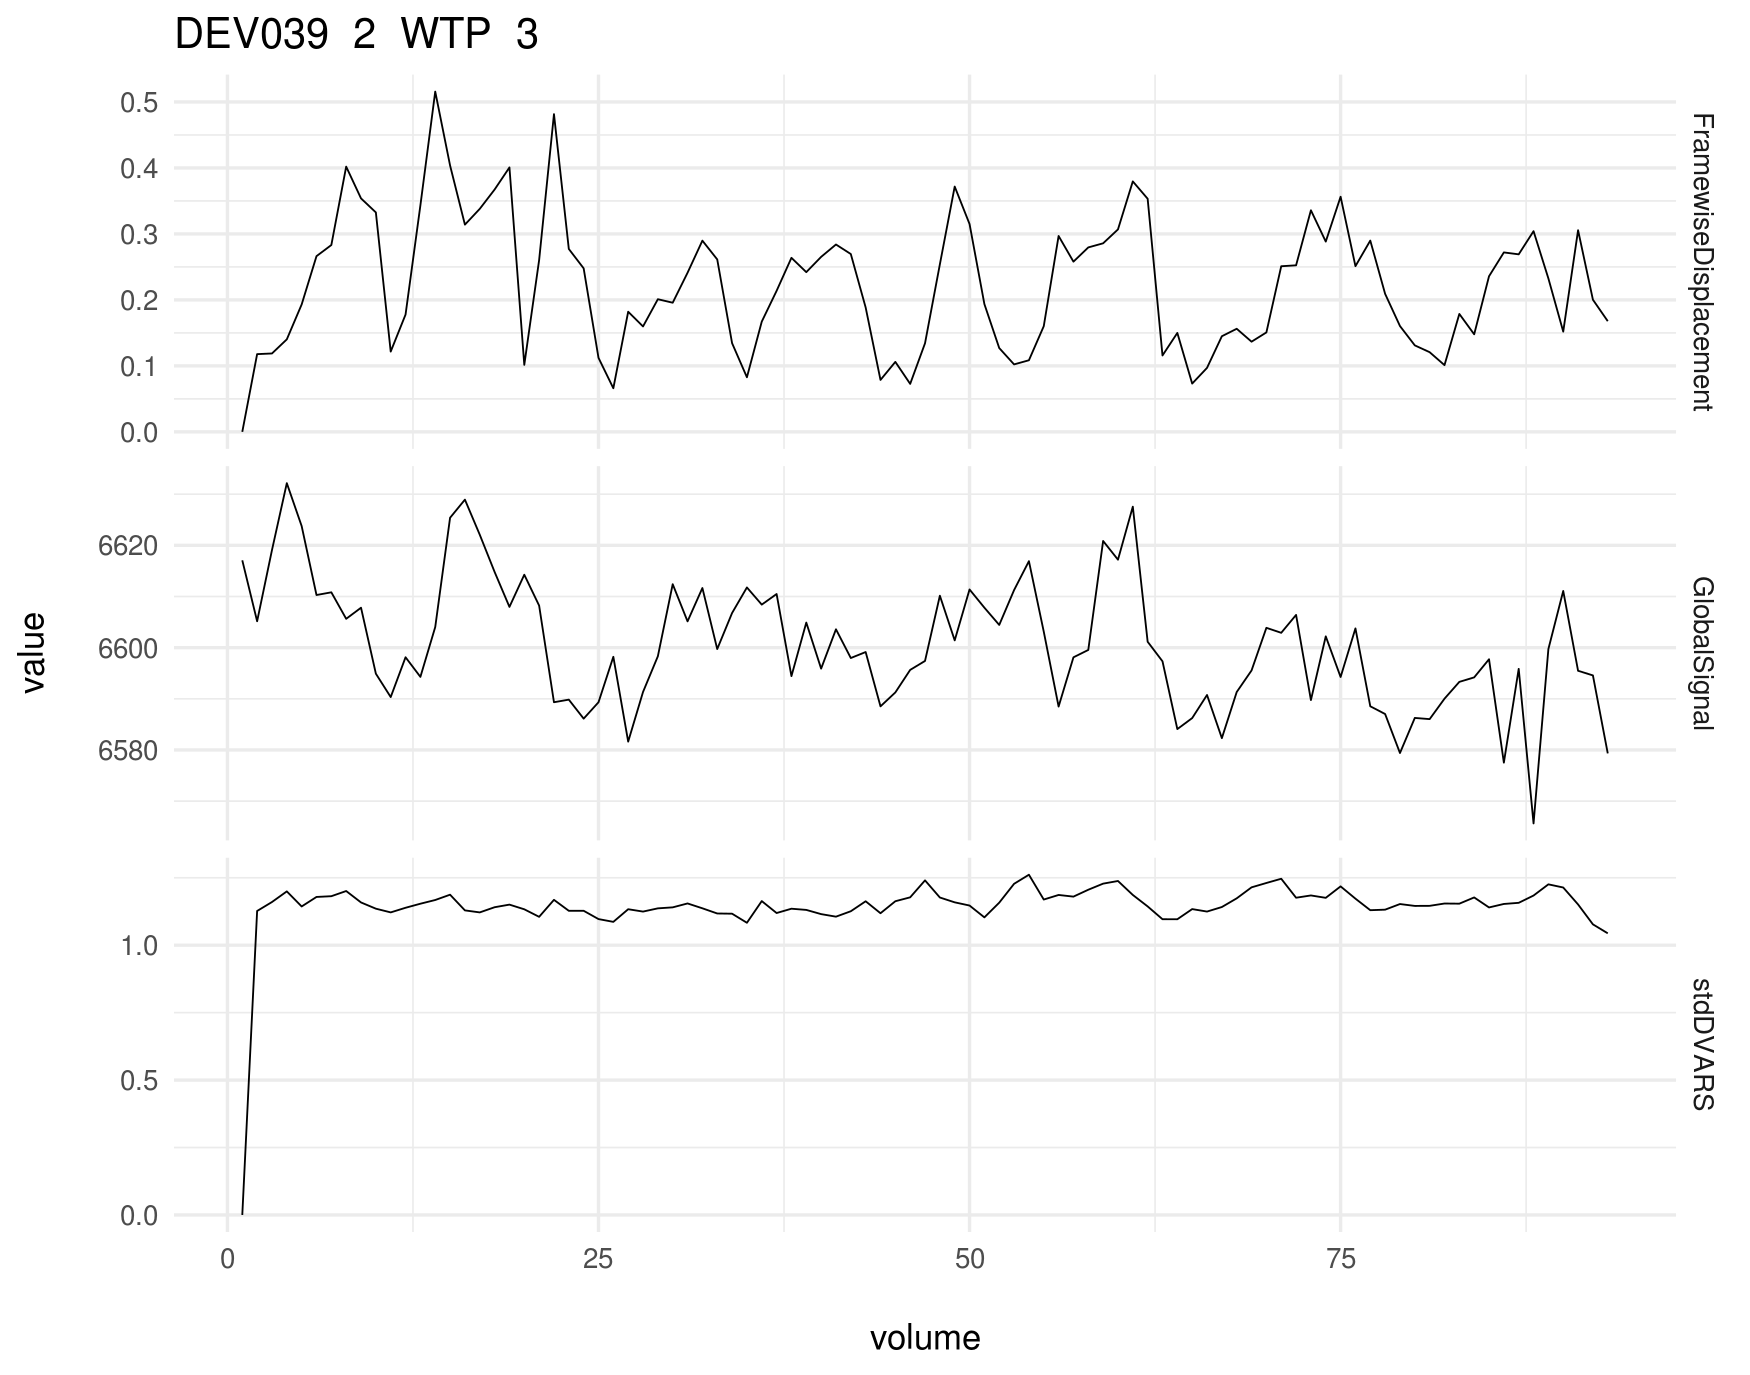 DEV039 2 WTP 3
0.5
0.4
0.3
0.2
0.1
0.0
FramewiseDisplacement
6620
6600
6580
GlobalSignal
value
1.0
0.5
0.0
stdDVARS
0 25 50 75
volume